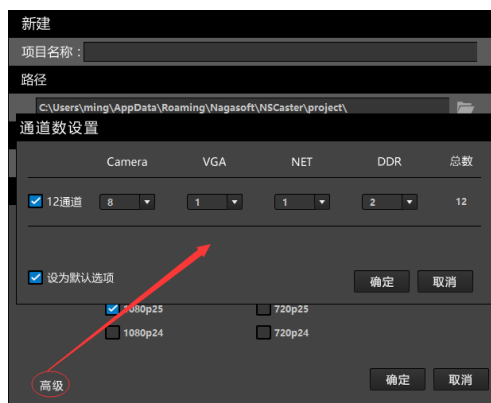 新建
项目名称：
路径
C:\Users\ming\AppData\Roaming\Nagasoft\NSCaster\project\
通道数设置
Camera VGA NET DDR 总数
12通道 8 1 1 2 12
设为默认选项 确定 取消
1080p25 720p25
1080p24 720p24
高级 确定 取消